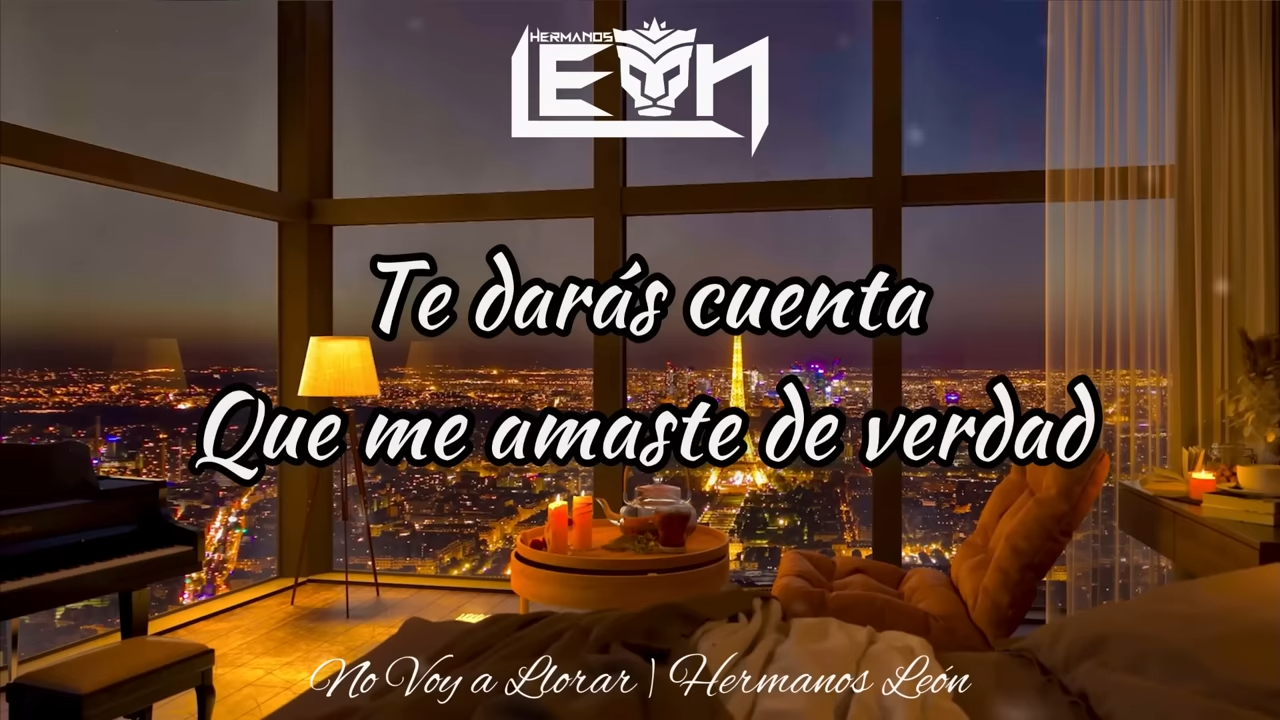 HERMANOS
LEÓN
Te darás cuenta
Que me amaste de verdad
No Voy a Llorar | Hermanos León